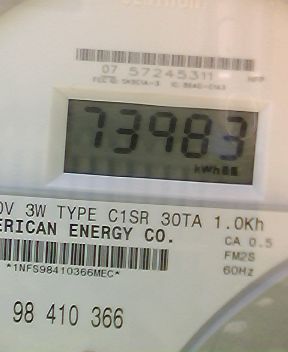 07 57245311
73983
kWh
0V 3W TYPE C1SR 30TA 1.0Kh
ERICAN ENERGY CO.
CA 0.5
FM2S
*1NFS98410366MEC*
60Hz
98 410 366